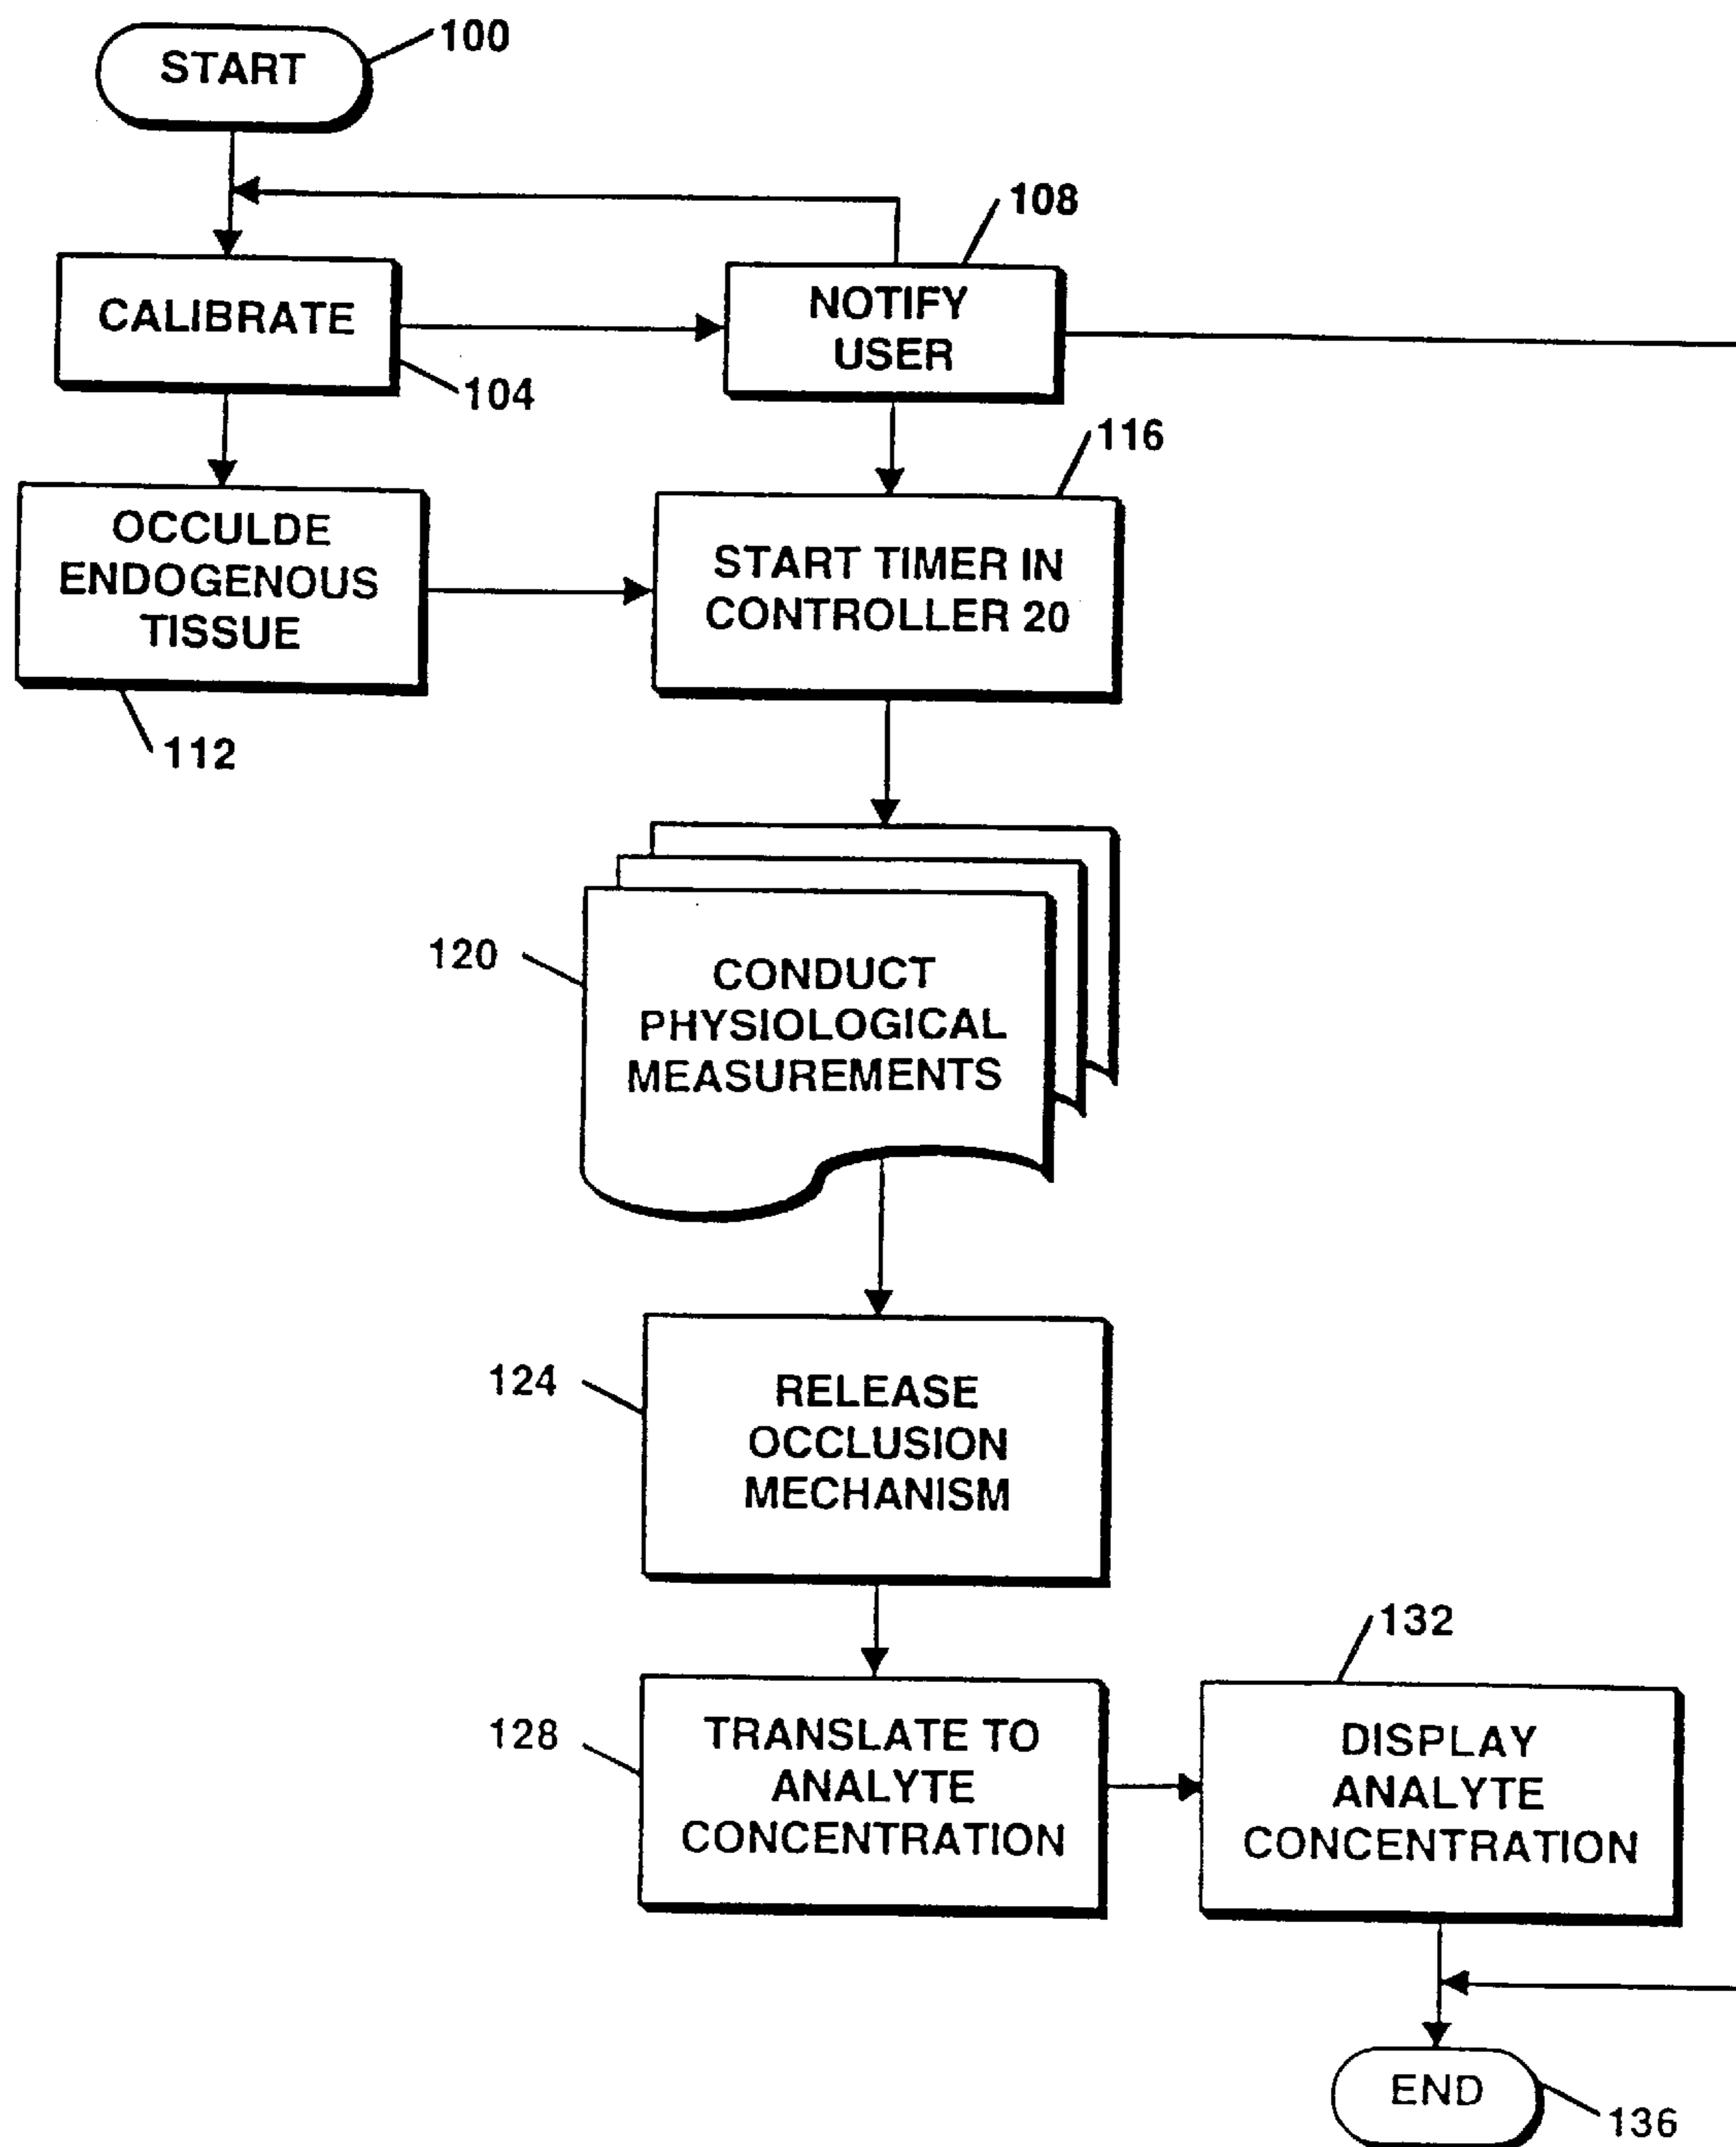 START
100
CALIBRATE
104
NOTIFY
USER
108
OCCULDE
ENDOGENOUS
TISSUE
112
START TIMER IN
CONTROLLER 20
116
CONDUCT
PHYSIOLOGICAL
MEASUREMENTS
120
RELEASE
OCCLUSION
MECHANISM
124
TRANSLATE TO
ANALYTE
CONCENTRATION
128
DISPLAY
ANALYTE
CONCENTRATION
132
END
136